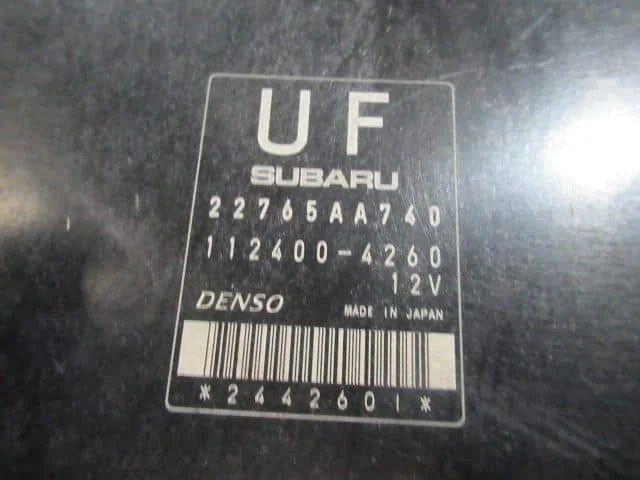 UF
SUBARU
22765AA740
112400-4260
12V
DENSO MADE IN JAPAN
*2442601*